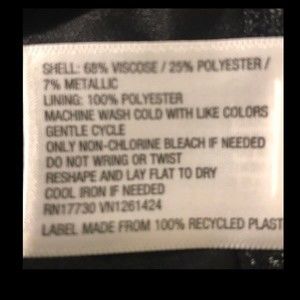 SHELL: 68% VISCOSE / 25% POLYESTER /
7% METALLIC
LINING: 100% POLYESTER
MACHINE WASH COLD WITH LIKE COLORS
GENTLE CYCLE
ONLY NON-CHLORINE BLEACH IF NEEDED
DO NOT WRING OR TWIST
RESHAPE AND LAY FLAT TO DRY
COOL IRON IF NEEDED
RN17730 VN1261424
LABEL MADE FROM 100% RECYCLED PLAST